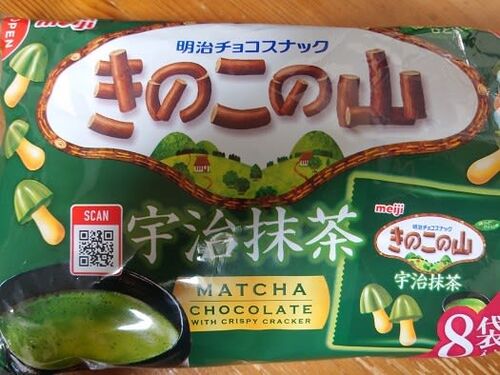 OPEN
meiji
明治チョコスナック
きのこの山
SCAN
宇治抹茶
MATCHA
CHOCOLATE
WITH CRISPY CRACKER
meiji
明治チョコスナック
きのこの山
宇治抹茶
8袋